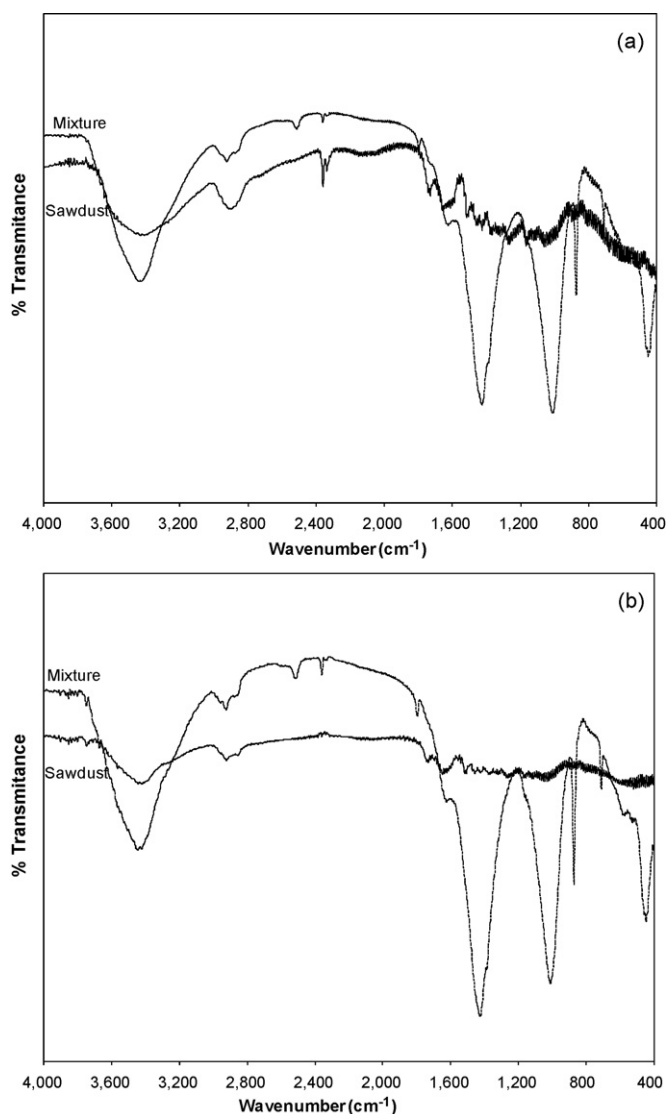 (a)
Mixture
Sawdust
% Transmitance
4,000 3,600 3,200 2,800 2,400 2,000 1,600 1,200 800 400
Wavenumber (cm-1)
(b)
Mixture
Sawdust
% Transmitance
4,000 3,600 3,200 2,800 2,400 2,000 1,600 1,200 800 400
Wavenumber (cm-1)